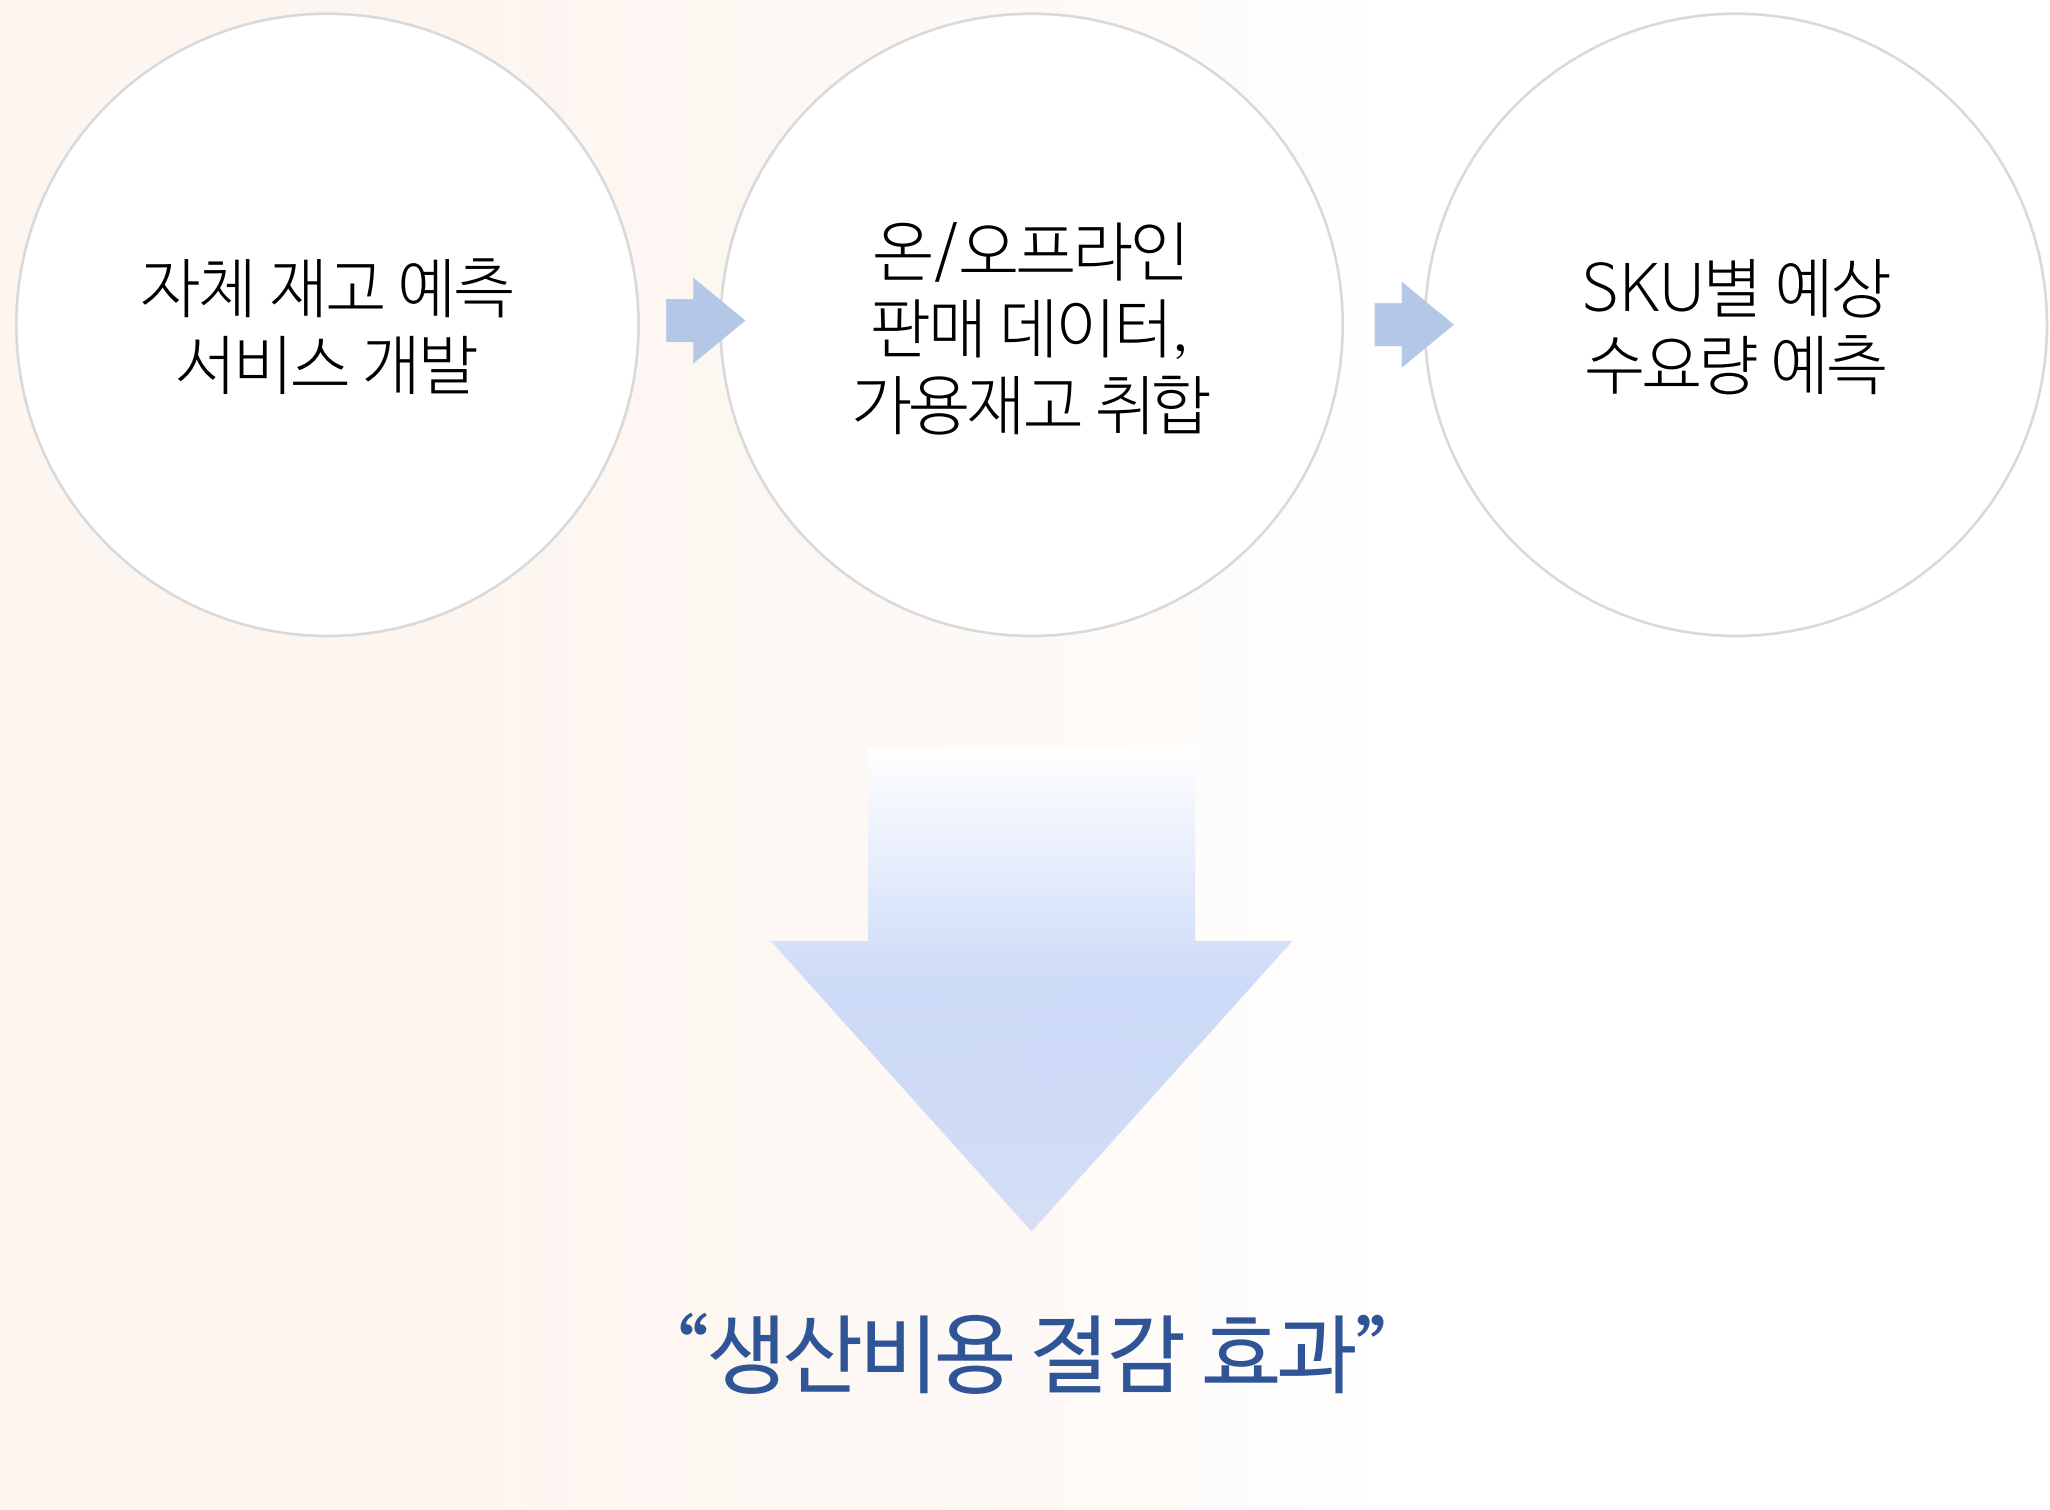 자체 재고 예측
서비스 개발
온/오프라인
판매 데이터,
가용재고 취합
SKU별 예상
수요량 예측
“생산비용 절감 효과”